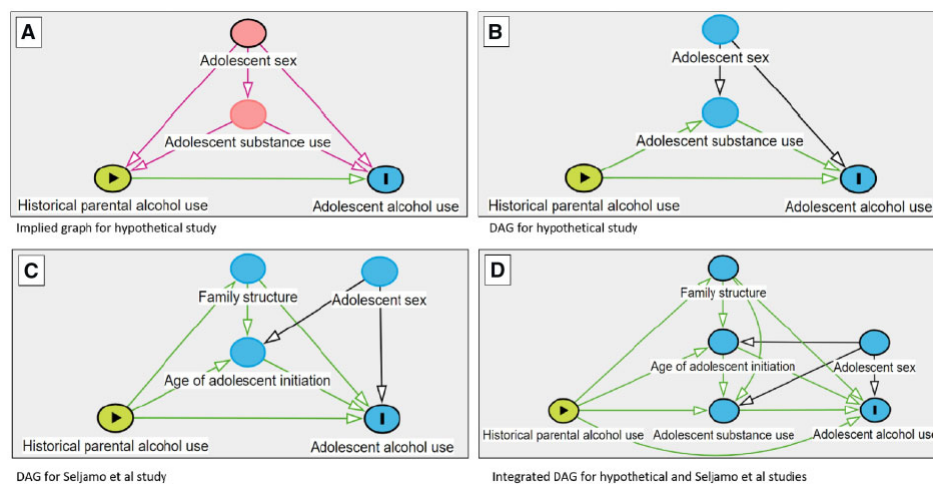 A
Adolescent sex
Adolescent substance use
Historical parental alcohol use
Adolescent alcohol use
Implied graph for hypothetical study
B
Adolescent sex
Adolescent substance use
Historical parental alcohol use
Adolescent alcohol use
DAG for hypothetical study
C
Family structure
Adolescent sex
Age of adolescent initiation
Historical parental alcohol use
Adolescent alcohol use
DAG for Seljamo et al study
D
Family structure
Age of adolescent initiation
Adolescent sex
Historical parental alcohol use
Adolescent substance use
Adolescent alcohol use
Integrated DAG for hypothetical and Seljamo et al studies